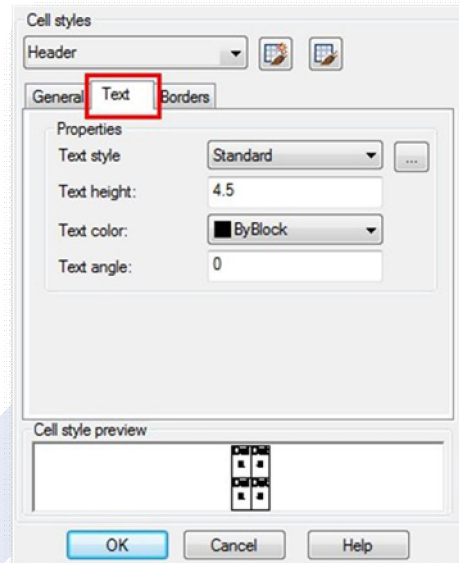 Cell styles
Header
General Text Borders
Properties
Text style Standard ...
Text height: 4.5
Text color: ByBlock
Text angle: 0
Cell style preview
OK Cancel Help